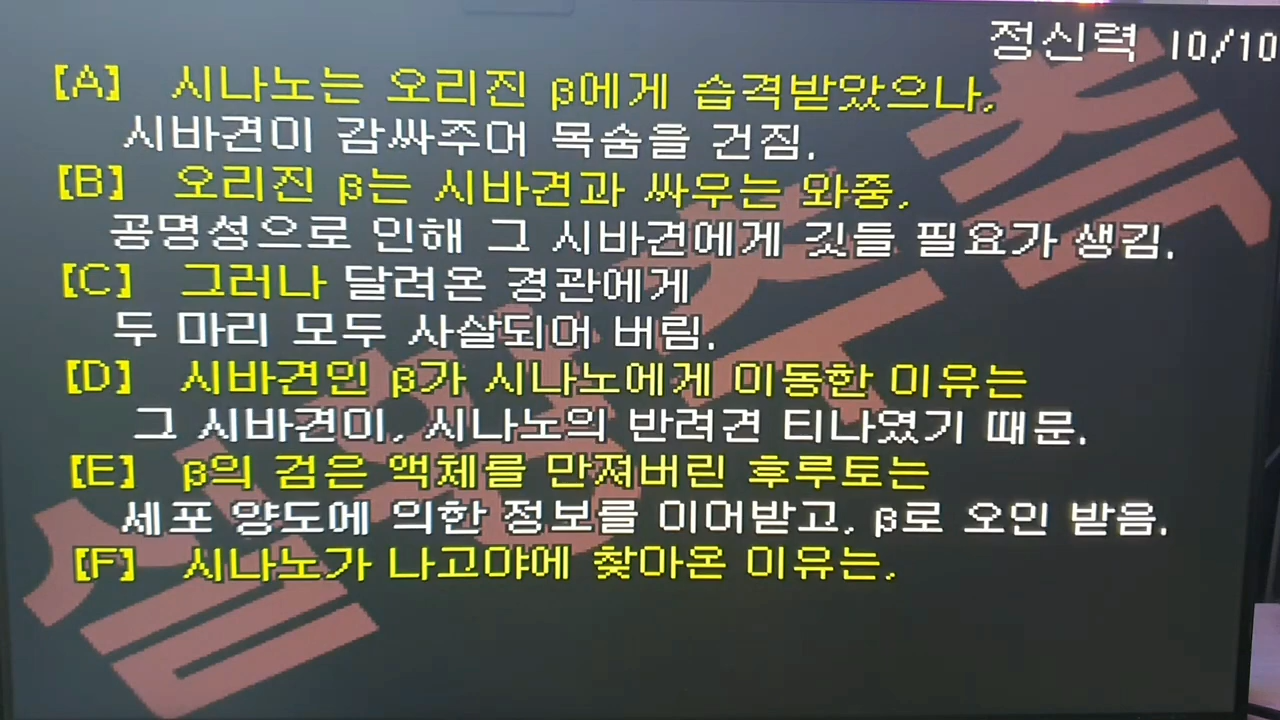 정신력 10/10
【A】 시나노는 오리진 β에게 습격받았으나,
시바견이 감싸주어 목숨을 건짐.
【B】 오리진 β는 시바견과 싸우는 와중,
공명성으로 인해 그 시바견에게 깃들 필요가 생김.
【C】 그러나 달려온 경관에게
두 마리 모두 사살되어 버림.
【D】 시바견인 β가 시나노에게 이동한 이유는
그 시바견이, 시나노의 반려견 티나였기 때문.
【E】 β의 검은 액체를 만져버린 후루토는
세포 양도에 의한 정보를 이어받고, β로 오인 받음.
【F】 시나노가 나고야에 찾아온 이유는,